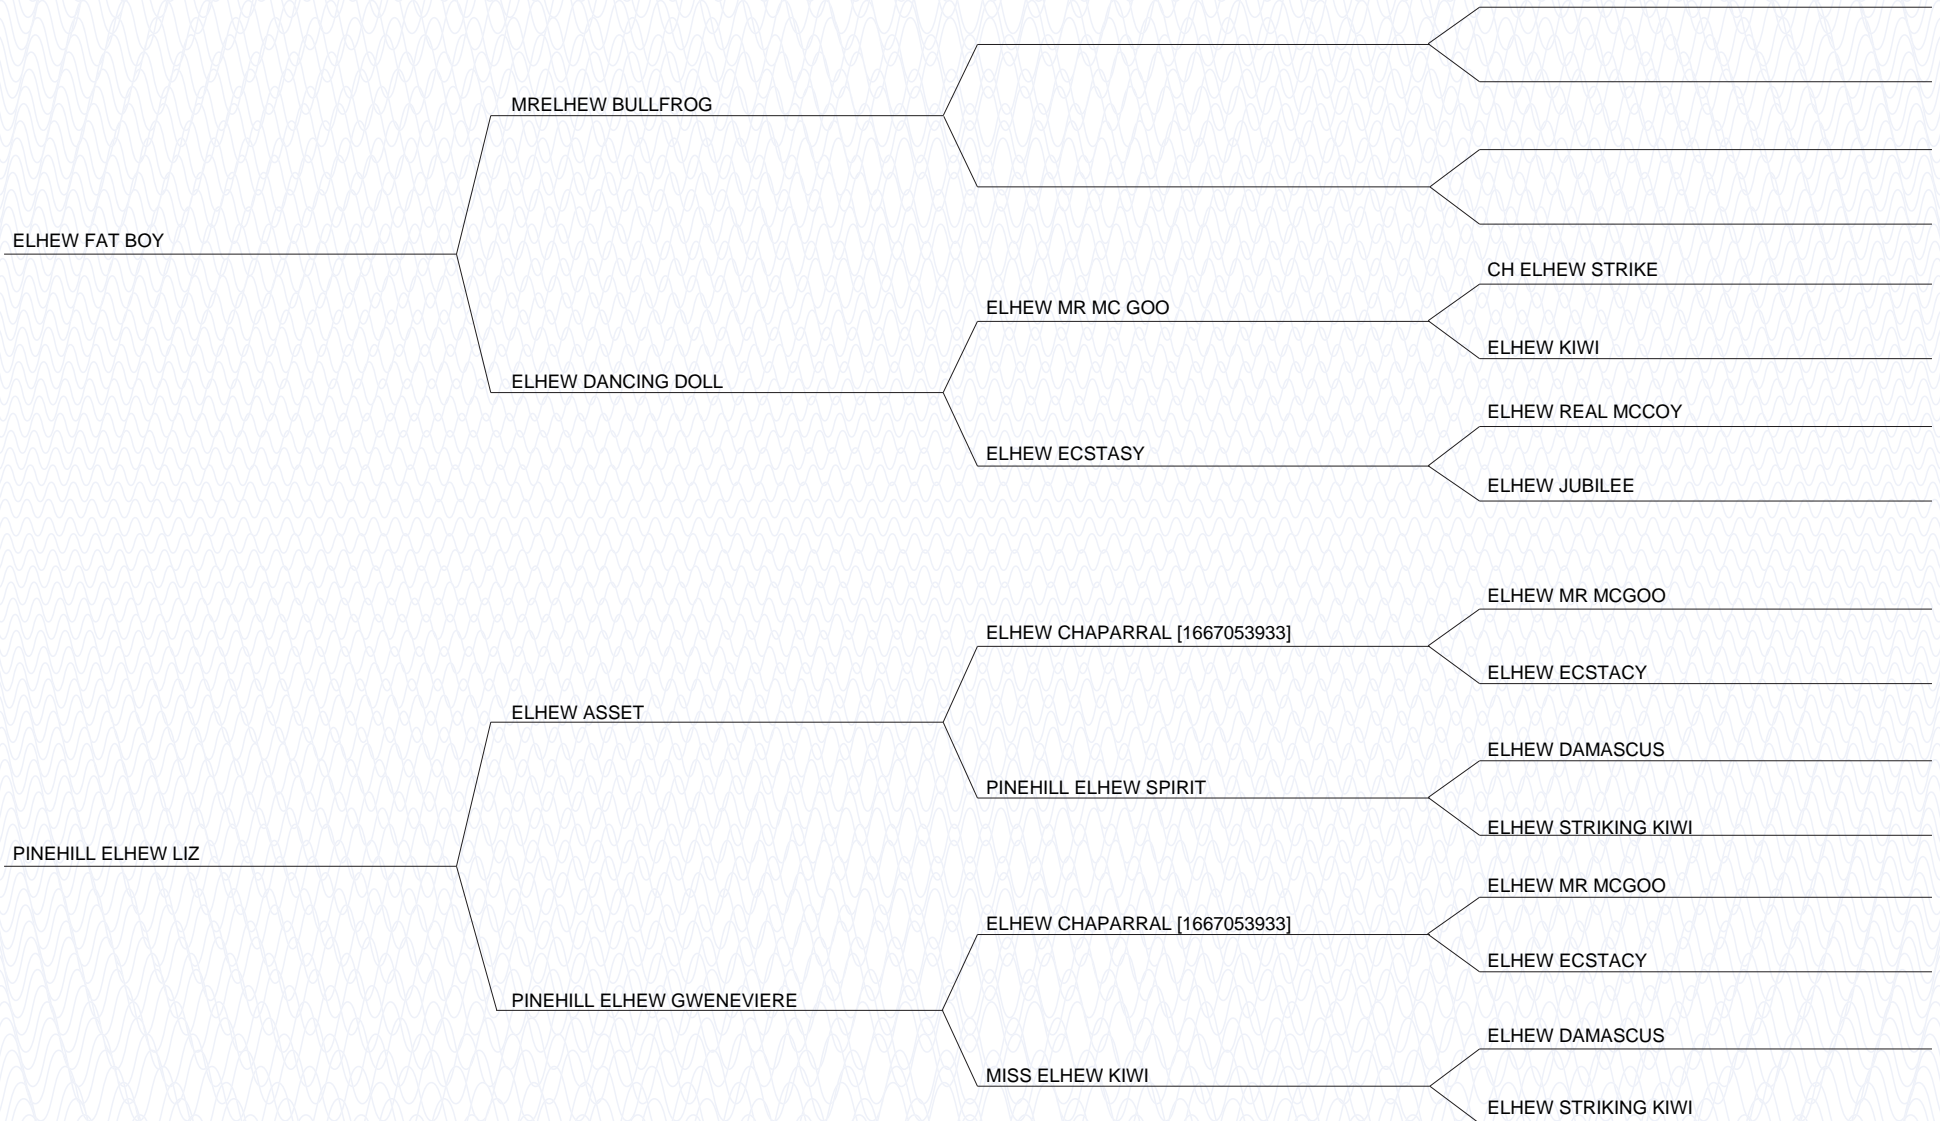 MRELHEW BULLFROG
ELHEW FAT BOY
CH ELHEW STRIKE
ELHEW MR MC GOO
ELHEW KIWI
ELHEW DANCING DOLL
ELHEW REAL MCCOY
ELHEW ECSTASY
ELHEW JUBILEE
ELHEW MR MCGOO
ELHEW CHAPARRAL [1667053933]
ELHEW ECSTACY
ELHEW ASSET
ELHEW DAMASCUS
PINEHILL ELHEW SPIRIT
ELHEW STRIKING KIWI
PINEHILL ELHEW LIZ
ELHEW MR MCGOO
ELHEW CHAPARRAL [1667053933]
ELHEW ECSTACY
PINEHILL ELHEW GWENEVIERE
ELHEW DAMASCUS
MISS ELHEW KIWI
ELHEW STRIKING KIWI